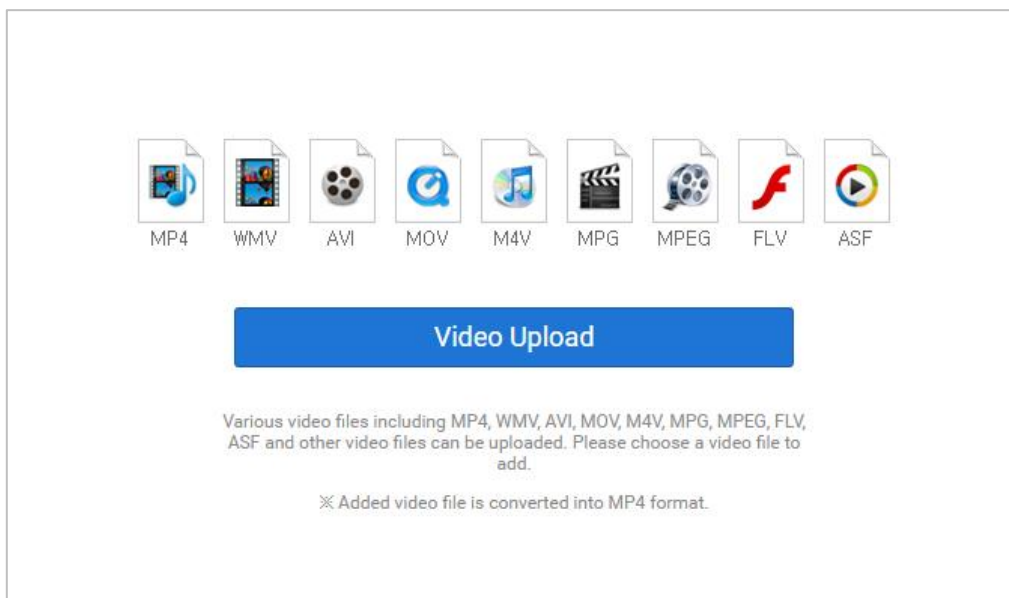 MP4 WMV AVI MOV M4V MPG MPEG FLV ASF
Video Upload
Various video files including MP4, WMV, AVI, MOV, M4V, MPG, MPEG, FLV,
ASF and other video files can be uploaded. Please choose a video file to
add.
※ Added video file is converted into MP4 format.